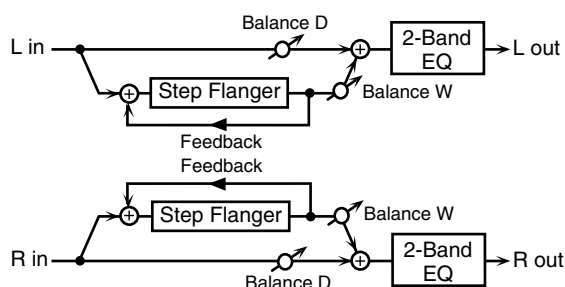 Balance D
L in
2-Band
EQ
L out
Step Flanger
Balance W
Feedback
Feedback
Step Flanger
Balance W
R in
2-Band
EQ
R out
Balance D